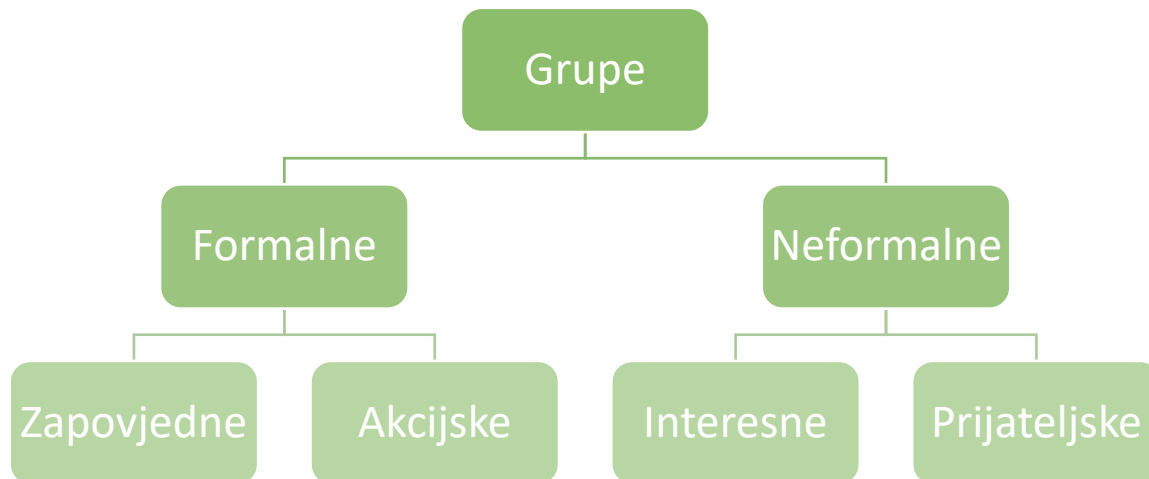 Grupe
Formalne
Neformalne
Zapovjedne
Akcijske
Interesne
Prijateljske